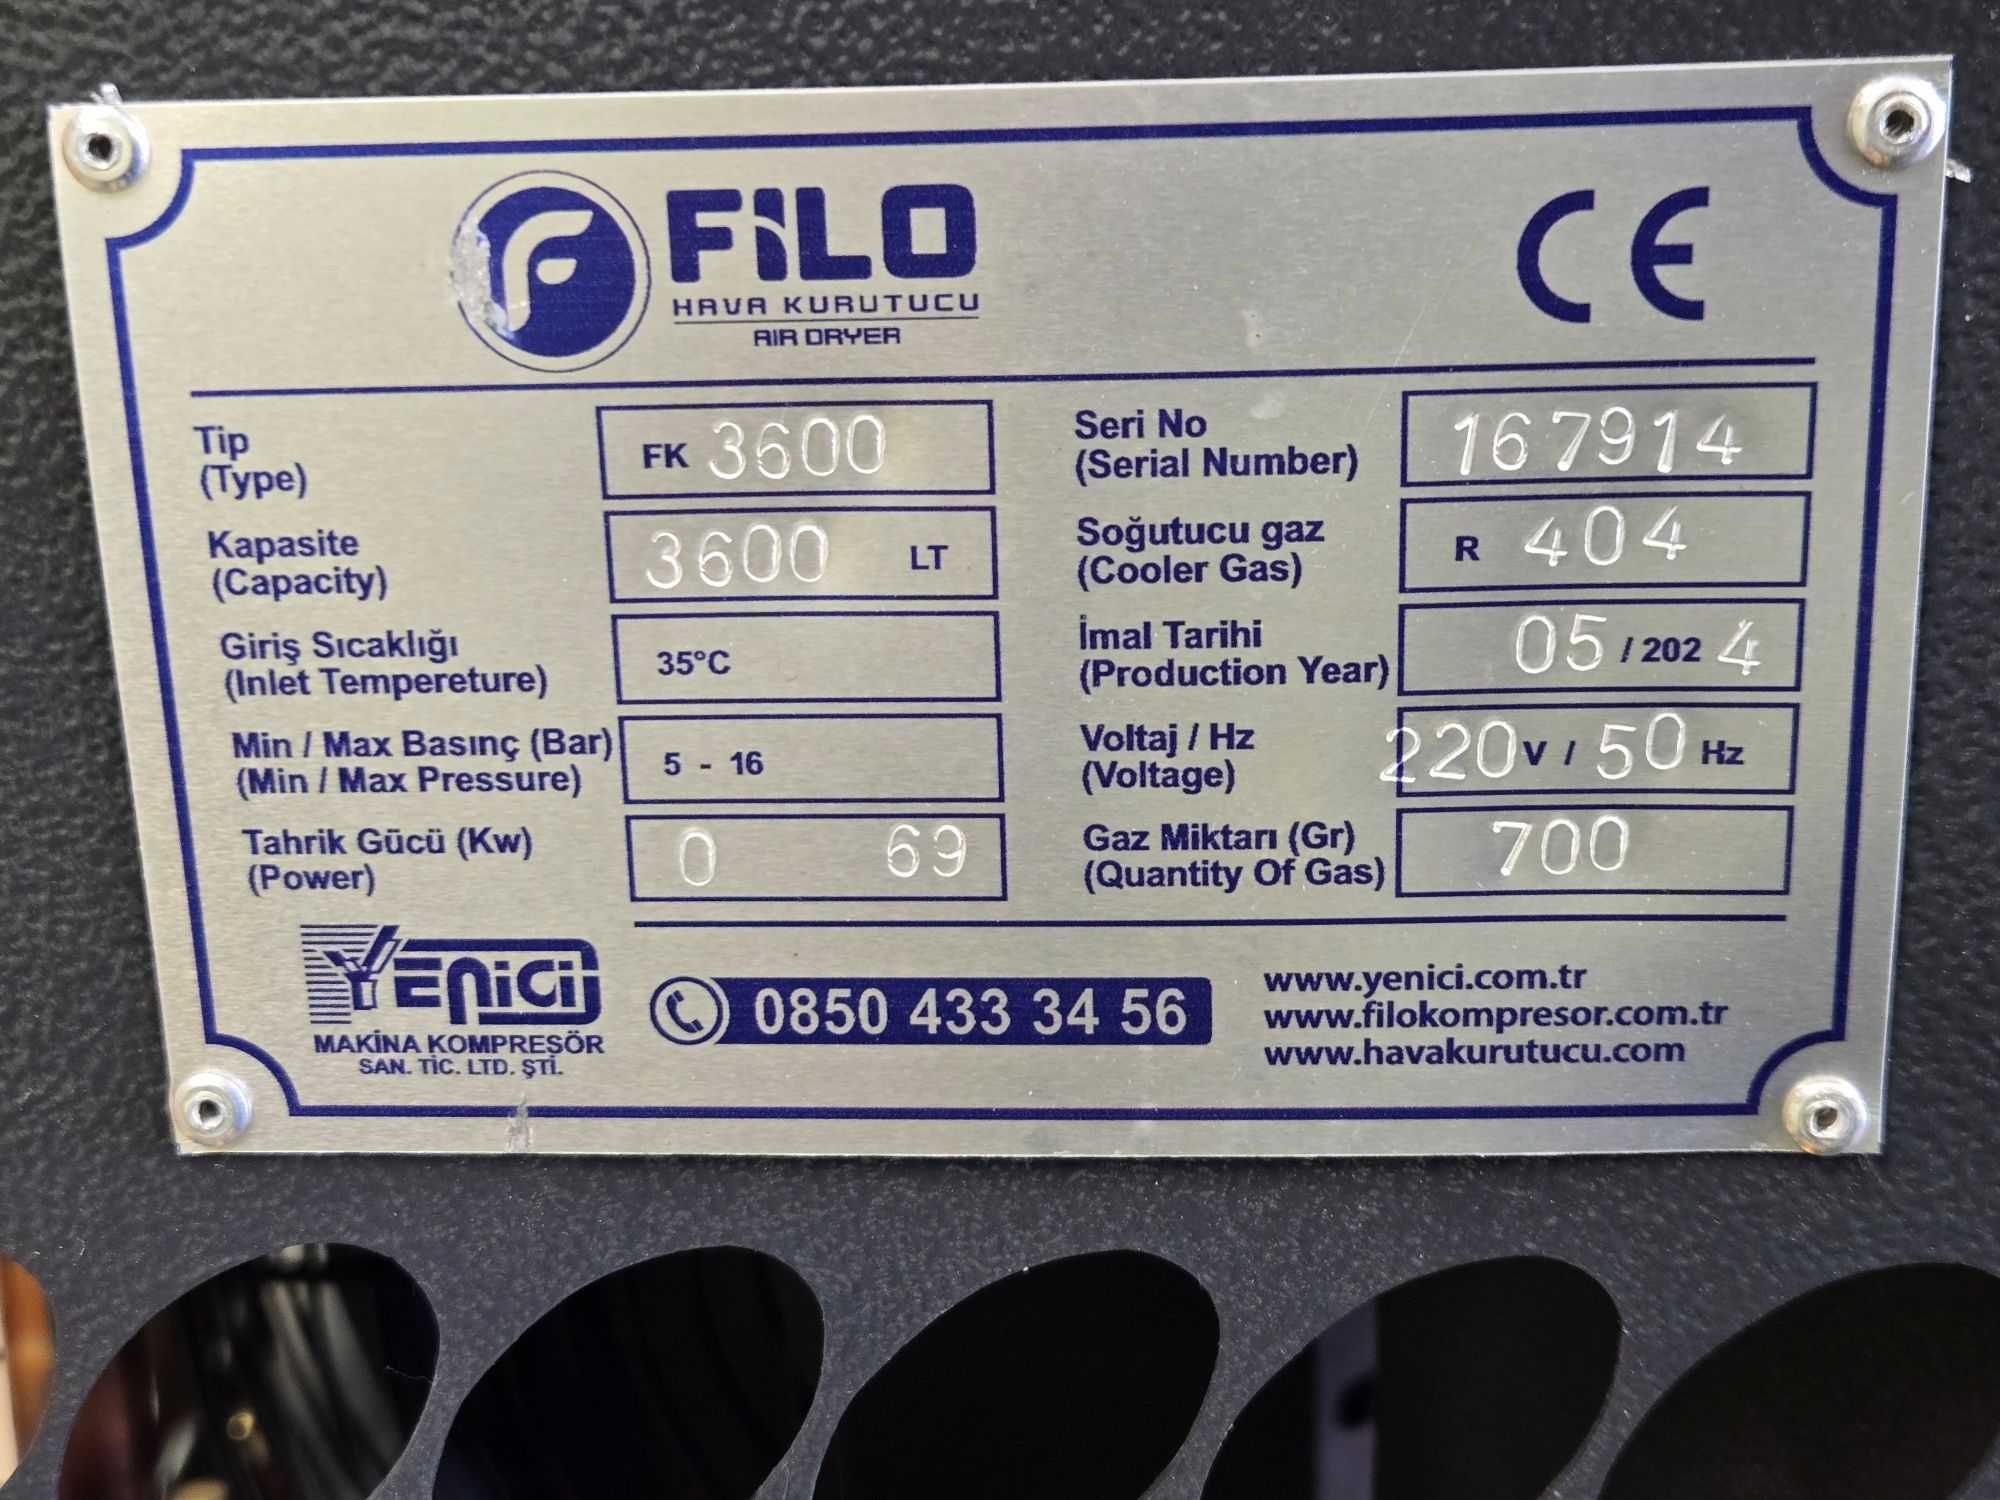 FiLO
HAVA KURUTUCU
AIR DRYER
CE
Tip
(Type)
FK 3600
Kapasite
(Capacity)
3600 LT
Giriş Sıcaklığı
(Inlet Tempereture)
35°C
Min / Max Basınç (Bar)
(Min / Max Pressure)
5 - 16
Tahrik Gücü (Kw)
(Power)
0 69
Seri No
(Serial Number)
167914
Soğutucu gaz
(Cooler Gas)
R 404
İmal Tarihi
(Production Year)
05 / 2024
Voltaj / Hz
(Voltage)
220V / 50 Hz
Gaz Miktarı (Gr)
(Quantity Of Gas)
700
YENiCi
MAKİNA KOMPRESÖR
SAN. TİC. LTD. ŞTİ.
0850 433 34 56
www.yenici.com.tr
www.filokompresor.com.tr
www.havakurutucu.com